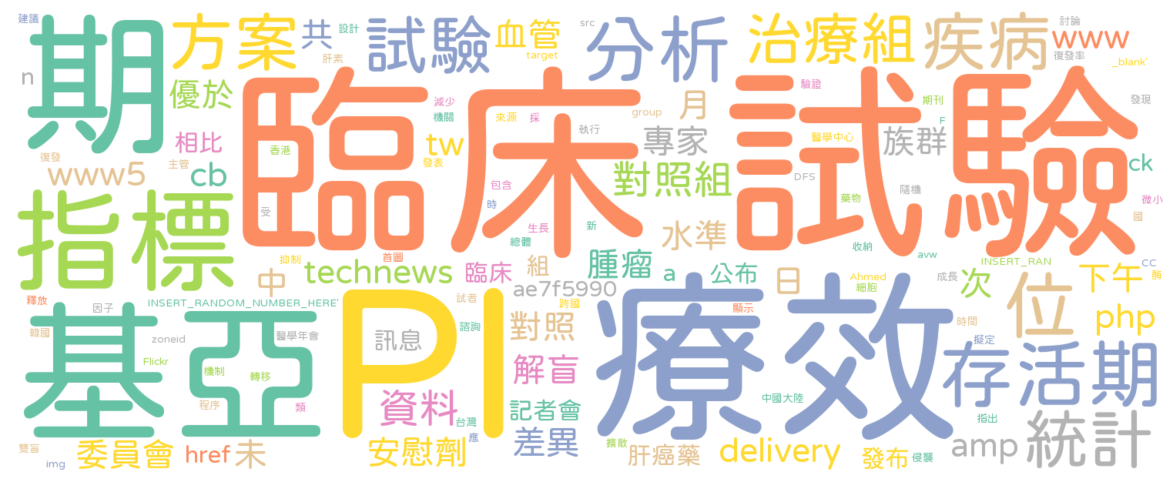 建議
期
方案
共
設計
肝素
試驗
血管
target
src
分析
治療組
疾病
討論
www
復發率
_blank'
n
優於
減少
機關
月
來源
採
group
執行
專家
驗證
期刊
F
醫學中心
族群
發現
臨床試驗
相比
香港
tw
發表
復發
主管
www5
cb
包含
時
對照組
DFS
藥物
隨機
ck
微小
國
指標
受
生長
新
總體
水準
收納
avw
首圖
抑制
中
technews
臨床
組
腫瘤
a
公布
日
Ahmed
細胞
成長
次
INSERT_RAN
cc
下午
酶
釋放
因子
INSERT_RANDOM_NUMBER_HERE'
ae7f5990
試者
跨國
顯示
位
php
韓國
zoneid
醫學年會
訊息
諮詢
對照
時間
擬定
基亞
PI
療效
Flickr
機制
轉移
解盲
存活期
程序
類
資料
台灣
應
記者會
中國大陸
指出
統計
雙盲
img
委員會
href
未
安慰劑
差異
擴散
肝癌藥
delivery
發布
侵襲
amp